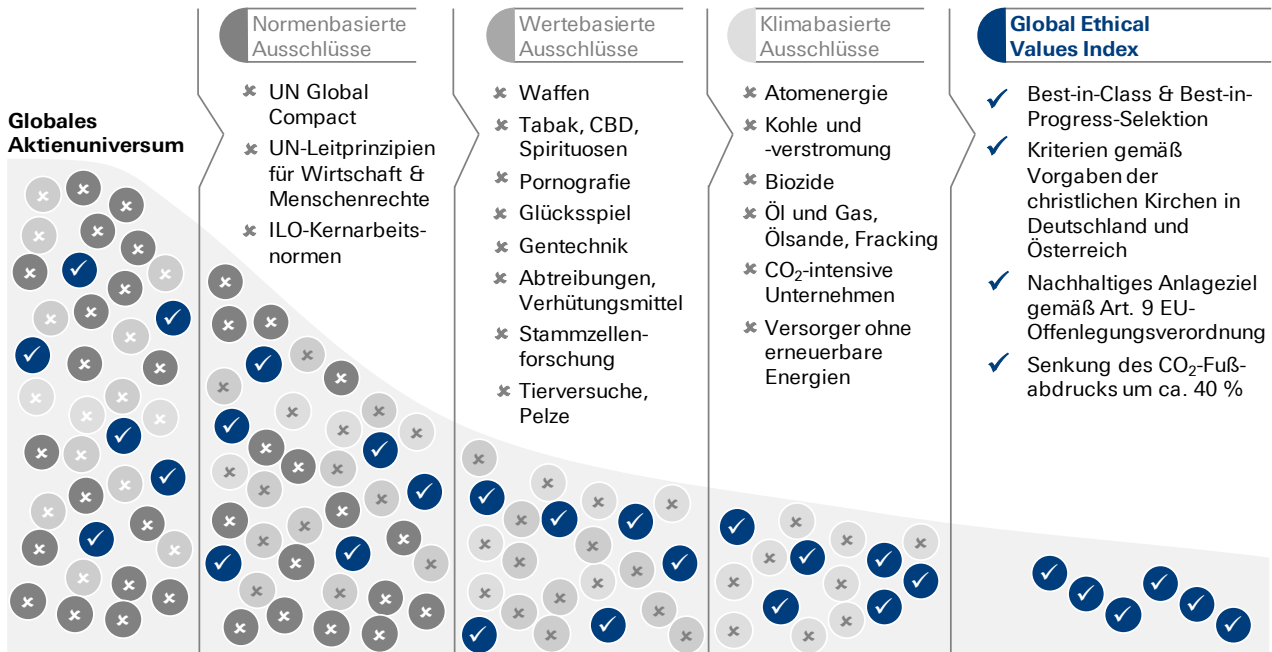 Globales
Aktienuniversum
Normenbasierte
Ausschlüsse
UN Global
Compact
UN-Leitprinzipien
für Wirtschaft &
Menschenrechte
ILO-Kernarbeits-
normen
Wertebasierte
Ausschlüsse
Waffen
Tabak, CBD,
Spirituosen
Pornografie
Glücksspiel
Gentechnik
Abtreibungen,
Verhütungsmittel
Stammzellen-
forschung
Tierversuche,
Pelze
Klimabasierte
Ausschlüsse
Atomenergie
Kohle und
-verstromung
Biozide
Öl und Gas,
Ölsande, Fracking
CO₂-intensive
Unternehmen
Versorger ohne
erneuerbare
Energien
Global Ethical
Values Index
Best-in-Class & Best-in-
Progress-Selektion
Kriterien gemäß
Vorgaben der
christlichen Kirchen in
Deutschland und
Österreich
Nachhaltiges Anlageziel
gemäß Art. 9 EU-
Offenlegungsverordnung
Senkung des CO₂-Fuß-
abdrucks um ca. 40 %